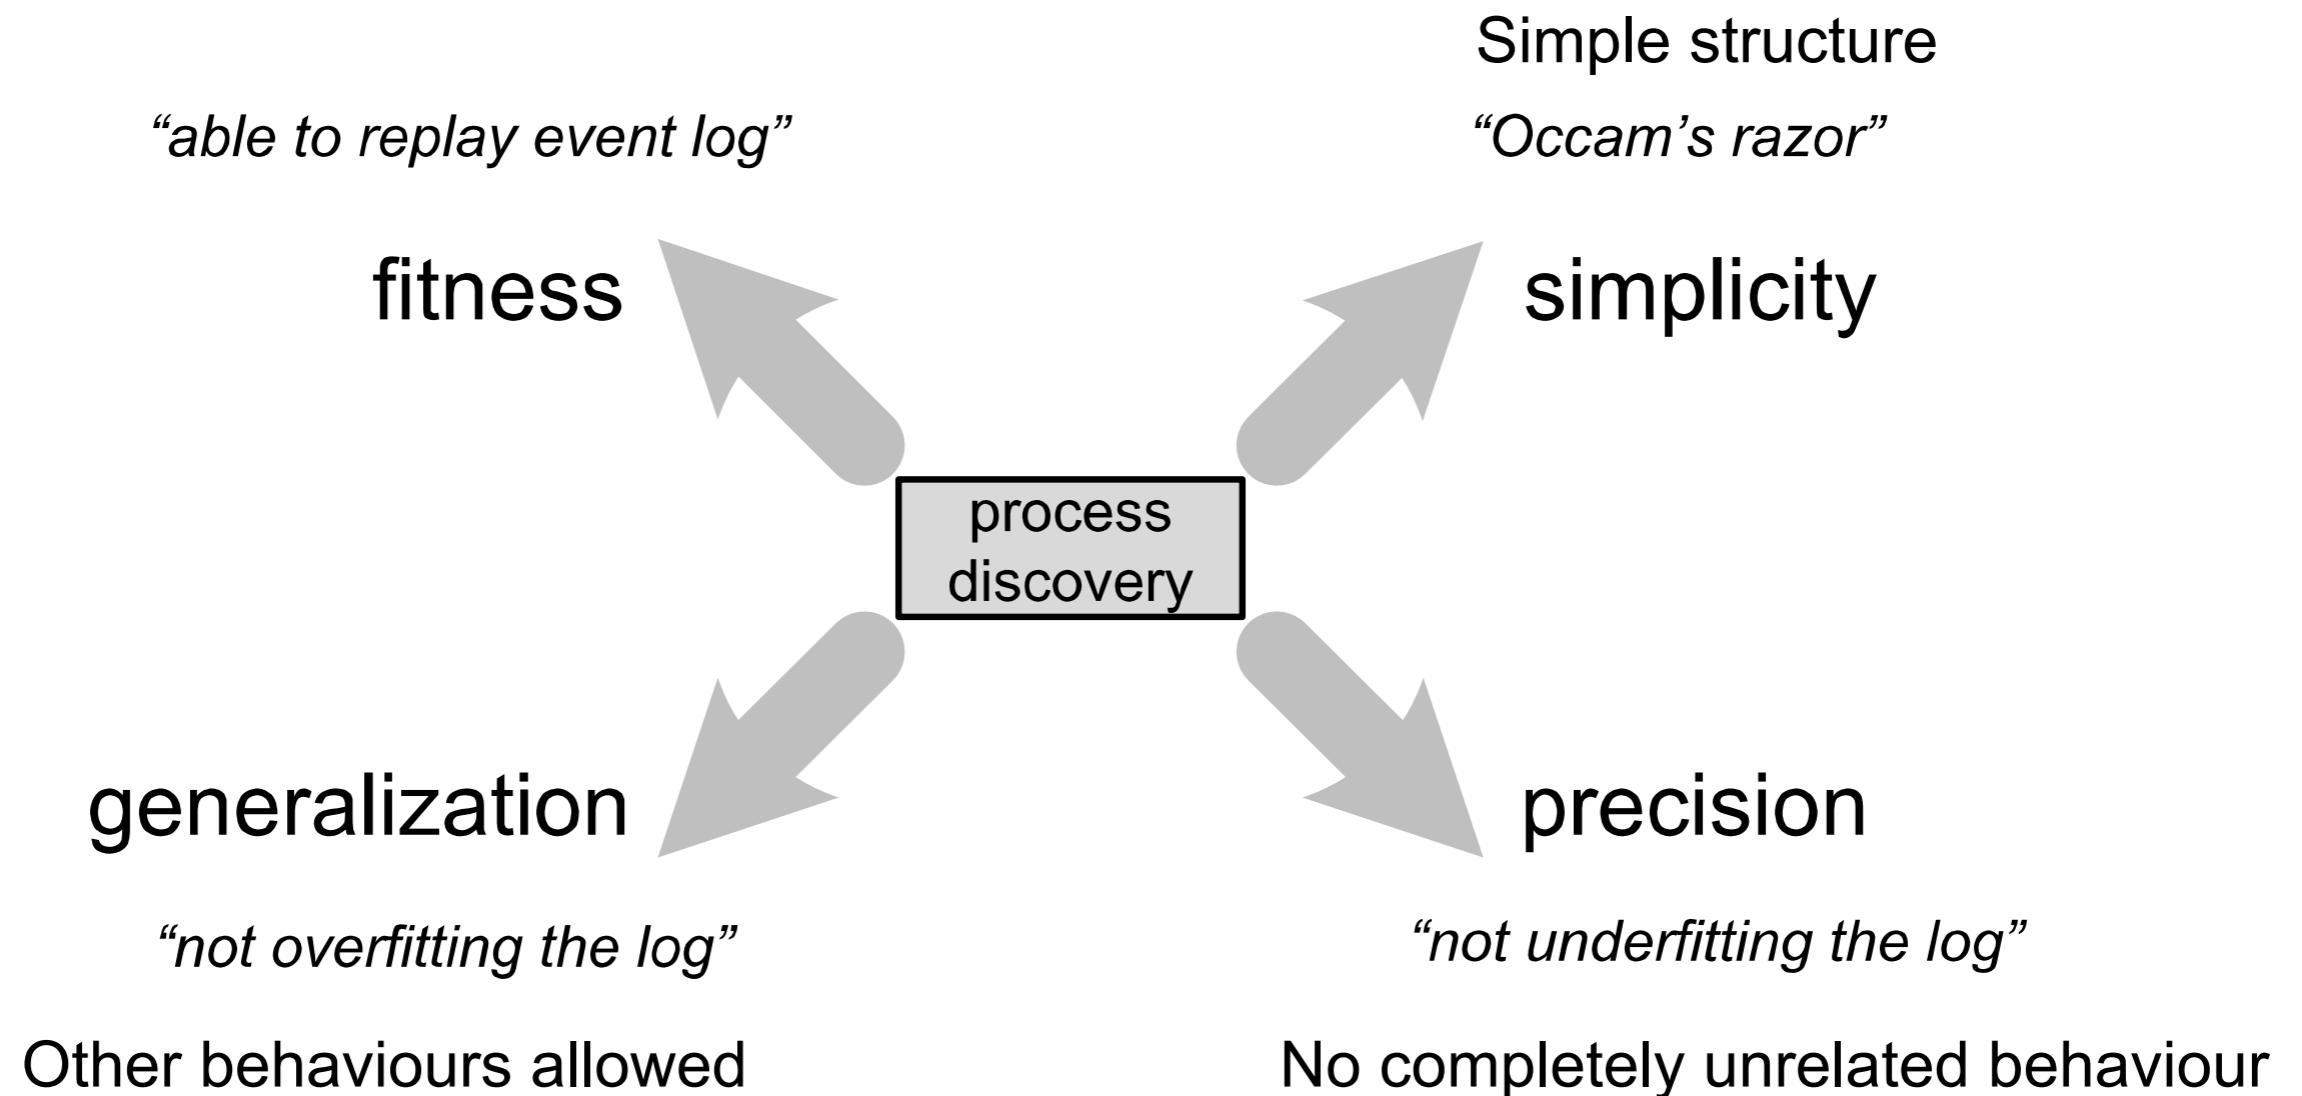 Simple structure
“able to replay event log”
“Occam’s razor”
fitness
simplicity
process
discovery
generalization
precision
“not overfitting the log”
“not underfitting the log”
Other behaviours allowed
No completely unrelated behaviour